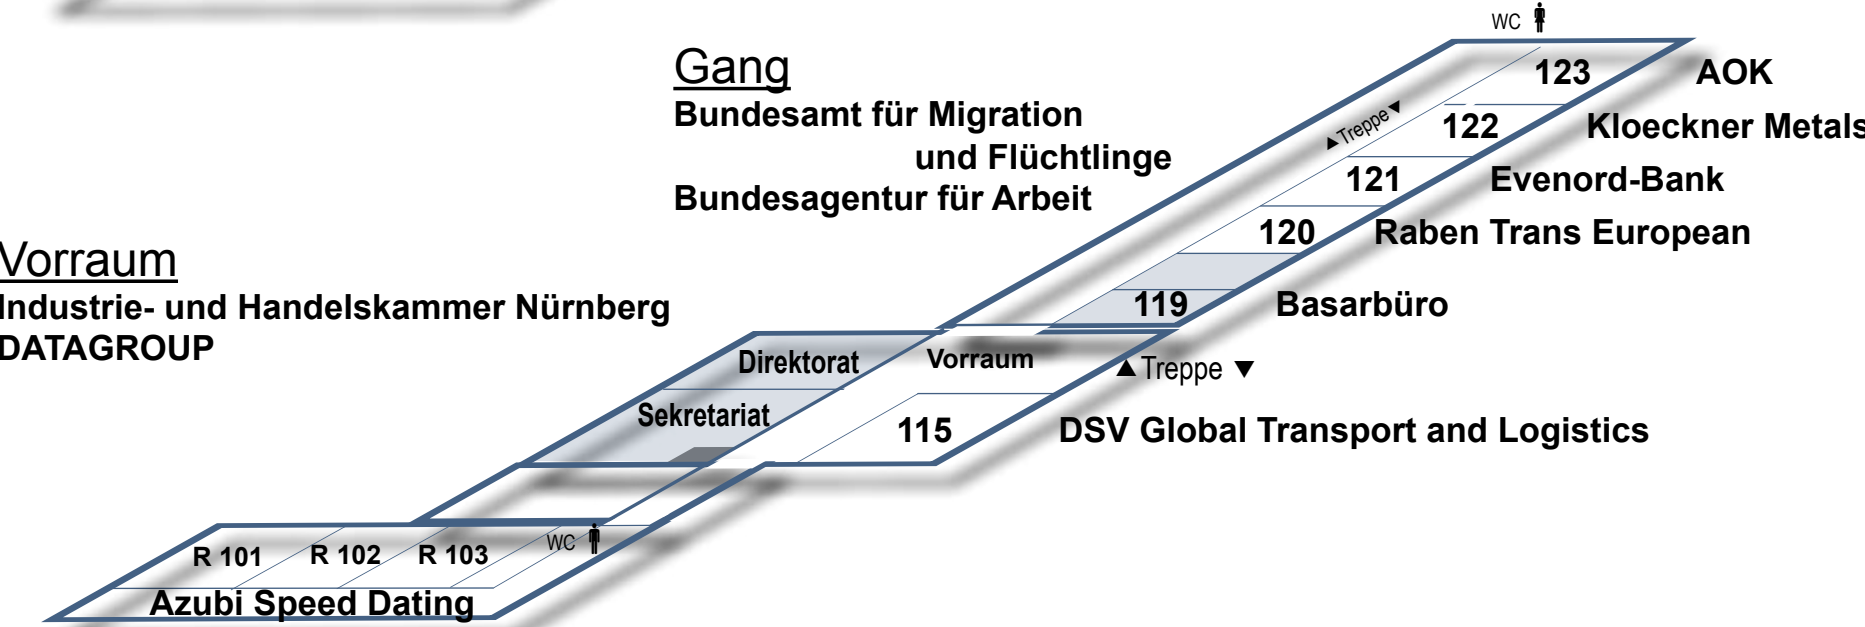 WC
Gang
Bundesamt für Migration
und Flüchtlinge
Bundesagentur für Arbeit
123 AOK
▲Treppe▼
122 Kloeckner Metals
121 Evenord-Bank
120 Raben Trans European
119 Basarbüro
Vorraum
Industrie- und Handelskammer Nürnberg
DATAGROUP
Direktorat
Vorraum
▲ Treppe ▼
Sekretariat
115 DSV Global Transport and Logistics
R 101 R 102 R 103 WC
Azubi Speed Dating